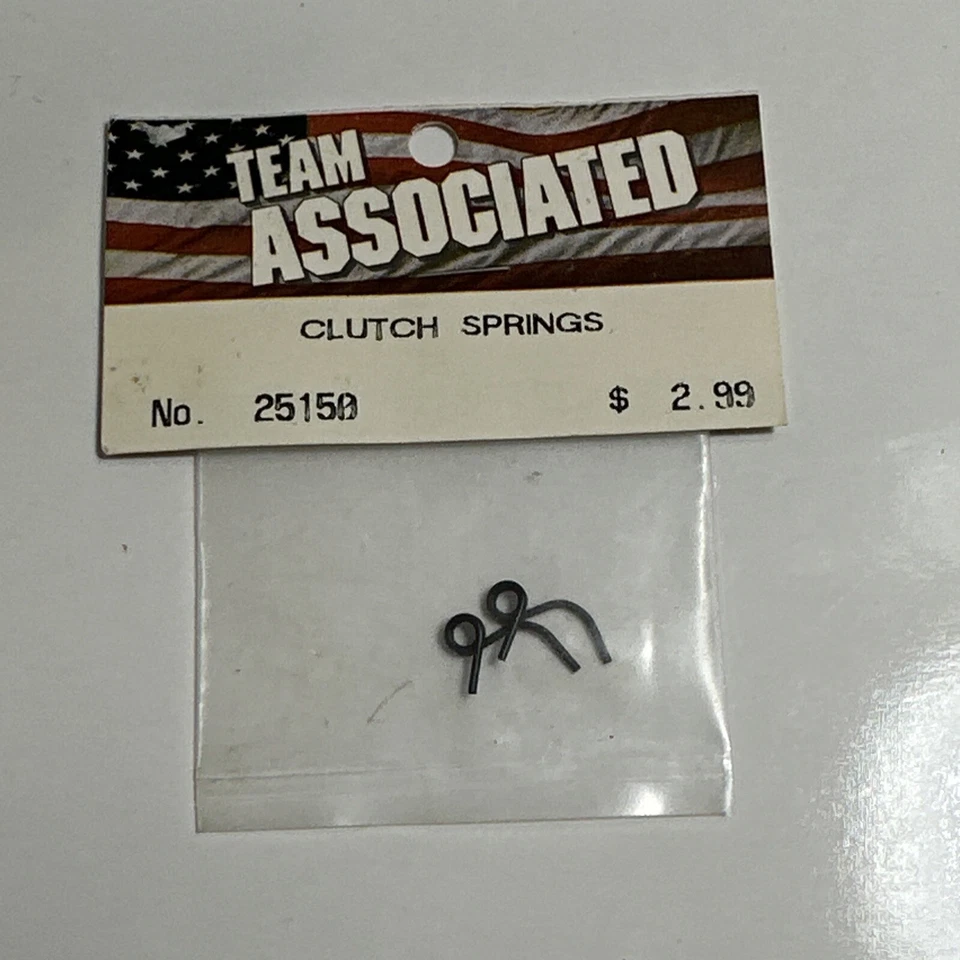 TEAM
ASSOCIATED
CLUTCH SPRINGS
No. 25150 $ 2.99